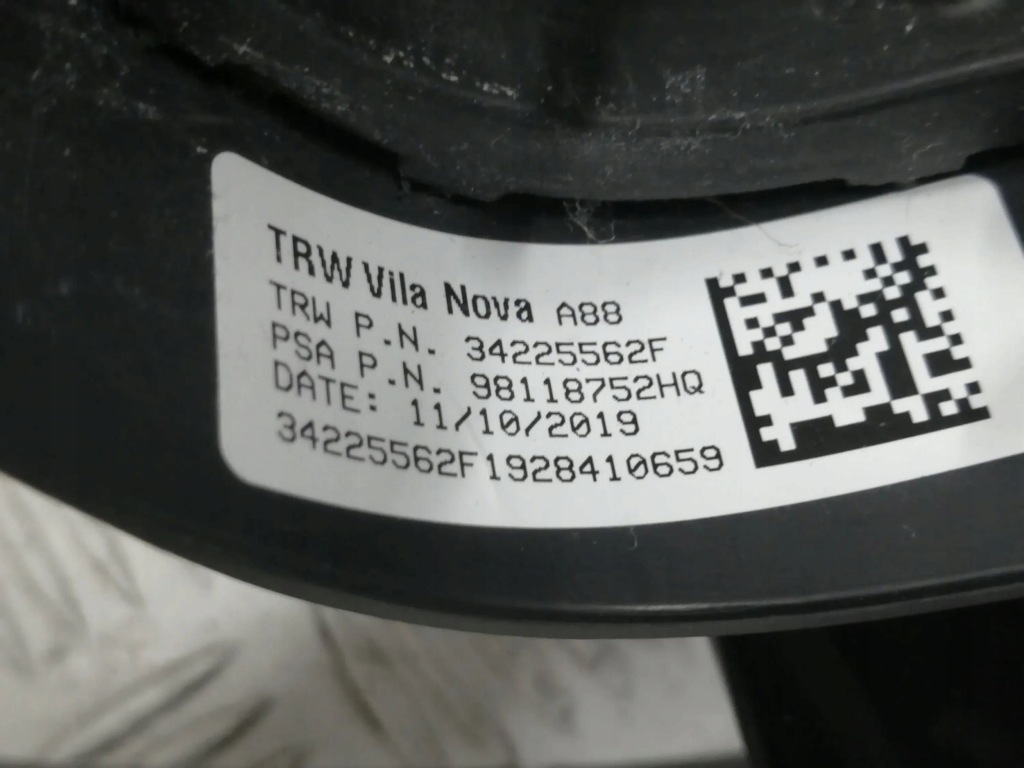 TRW Vila Nova A88
TRW P.N. 34225562F
PSA P.N. 98118752HQ
DATE: 11/10/2019
34225562F1928410659